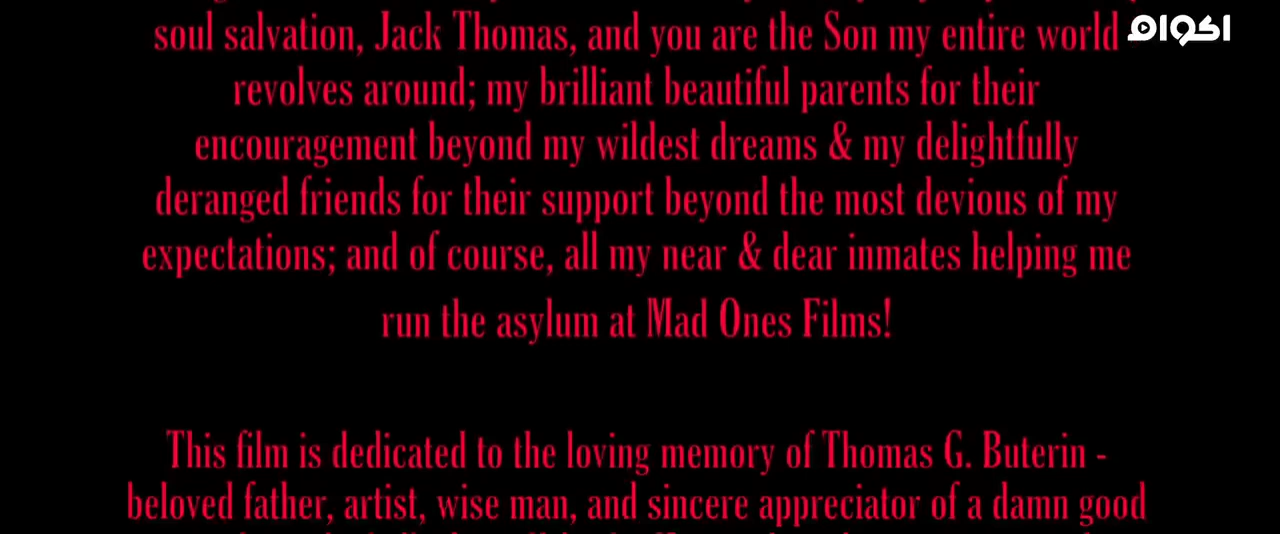 soul salvation, Jack Thomas, and you are the Son my entire world
اكوام
revolves around; my brilliant beautiful parents for their
encouragement beyond my wildest dreams & my delightfully
deranged friends for their support beyond the most devious of my
expectations; and of course, all my near & dear inmates helping me
run the asylum at Mad Ones Films!
This film is dedicated to the loving memory of Thomas G. Buterin -
beloved father, artist, wise man, and sincere appreciator of a damn good